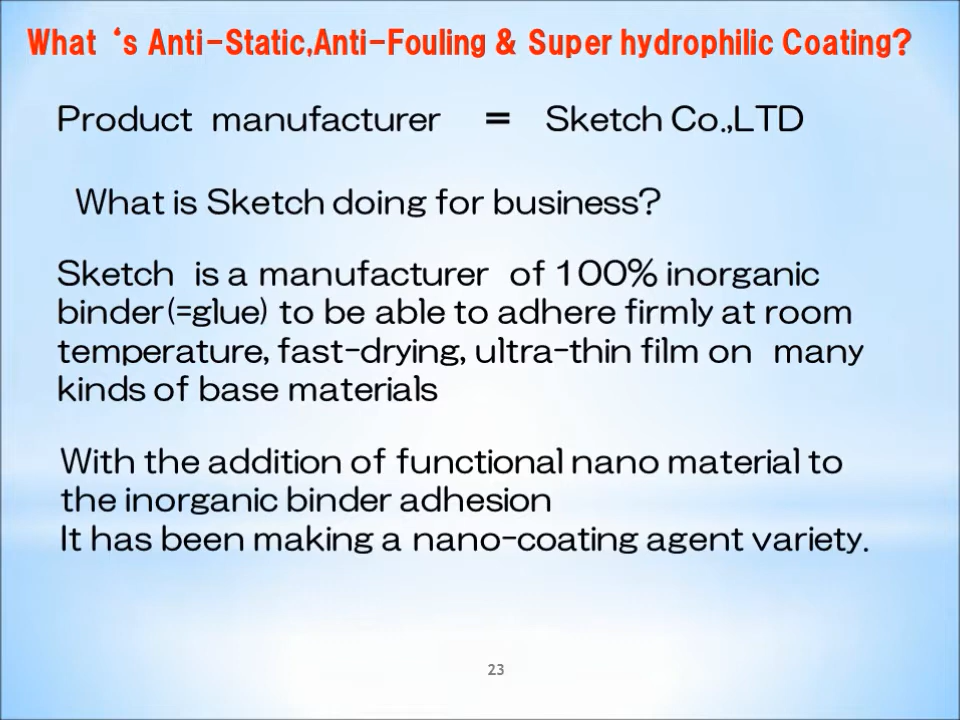 What ‘s Anti-Static,Anti-Fouling & Super hydrophilic Coating?
Product manufacturer = Sketch Co.,LTD
What is Sketch doing for business?
Sketch is a manufacturer of 100% inorganic
binder(=glue) to be able to adhere firmly at room
temperature, fast-drying, ultra-thin film on many
kinds of base materials
With the addition of functional nano material to
the inorganic binder adhesion
It has been making a nano-coating agent variety.
23